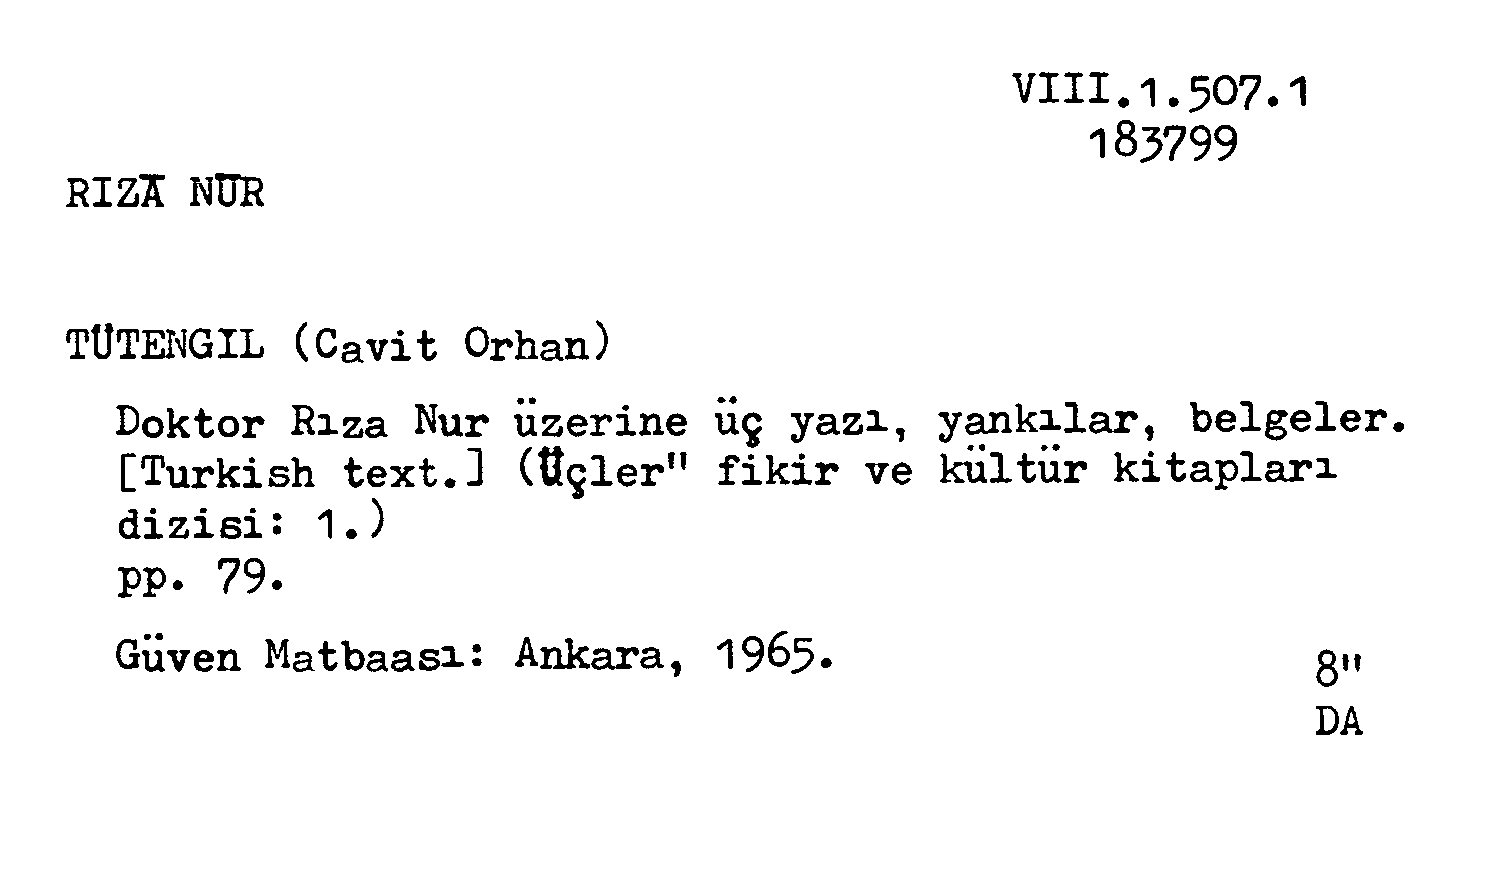 VIII.1.507.1
183799
RIZĀ NŪR
TÜTENGIL (Cavit Orhan)
Doktor Rıza Nur üzerine üç yazı, yankılar, belgeler.
[Turkish text.] (Üçler" fikir ve kültür kitapları
dizisi: 1.)
pp. 79.
Güven Matbaası: Ankara, 1965.
8"
DA